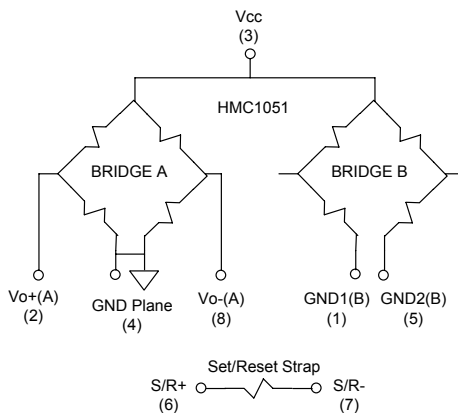 Vcc
(3)
HMC1051
BRIDGE A
BRIDGE B
Vo+(A)
(2)
GND Plane
(4)
Vo-(A)
(8)
GND1(B)
(1)
GND2(B)
(5)
Set/Reset Strap
S/R+
(6)
S/R-
(7)